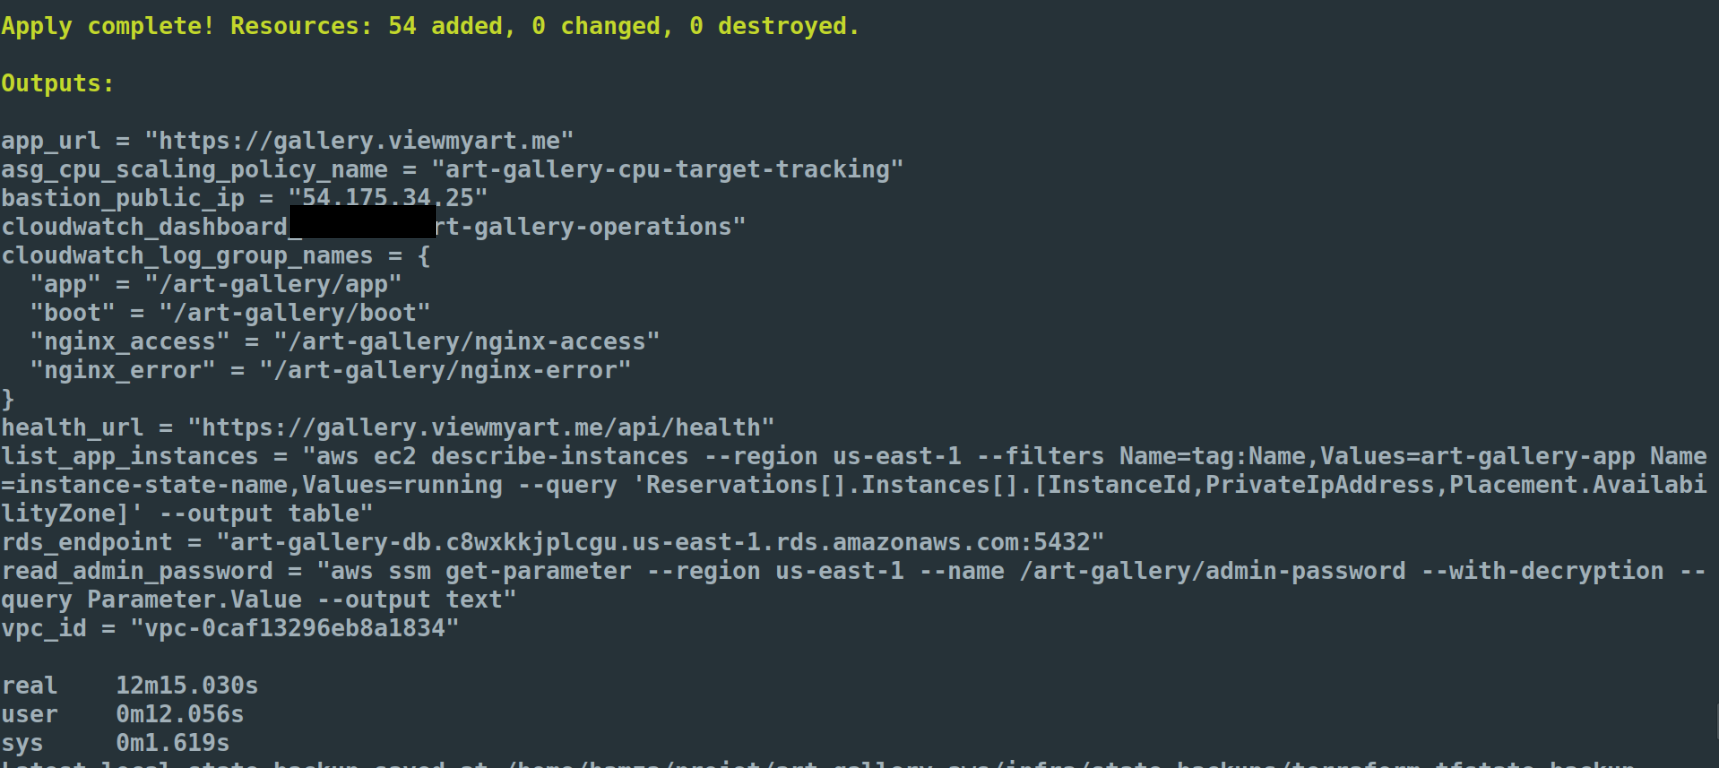 Apply complete! Resources: 54 added, 0 changed, 0 destroyed.
Outputs:
app_url = "https://gallery.viewmyart.me"
asg_cpu_scaling_policy_name = "art-gallery-cpu-target-tracking"
bastion_public_ip = "54.175.34.25"
cloudwatch_dashboard_ rt-gallery-operations"
cloudwatch_log_group_names = {
  "app" = "/art-gallery/app"
  "boot" = "/art-gallery/boot"
  "nginx_access" = "/art-gallery/nginx-access"
  "nginx_error" = "/art-gallery/nginx-error"
}
health_url = "https://gallery.viewmyart.me/api/health"
list_app_instances = "aws ec2 describe-instances --region us-east-1 --filters Name=tag:Name,Values=art-gallery-app Name
=instance-state-name,Values=running --query 'Reservations[].Instances[].[InstanceId,PrivateIpAddress,Placement.Availabi
lityZone]' --output table"
rds_endpoint = "art-gallery-db.c8wxkkjplcgu.us-east-1.rds.amazonaws.com:5432"
read_admin_password = "aws ssm get-parameter --region us-east-1 --name /art-gallery/admin-password --with-decryption --
query Parameter.Value --output text"
vpc_id = "vpc-0caf13296eb8a1834"
real    12m15.030s
user    0m12.056s
sys     0m1.619s